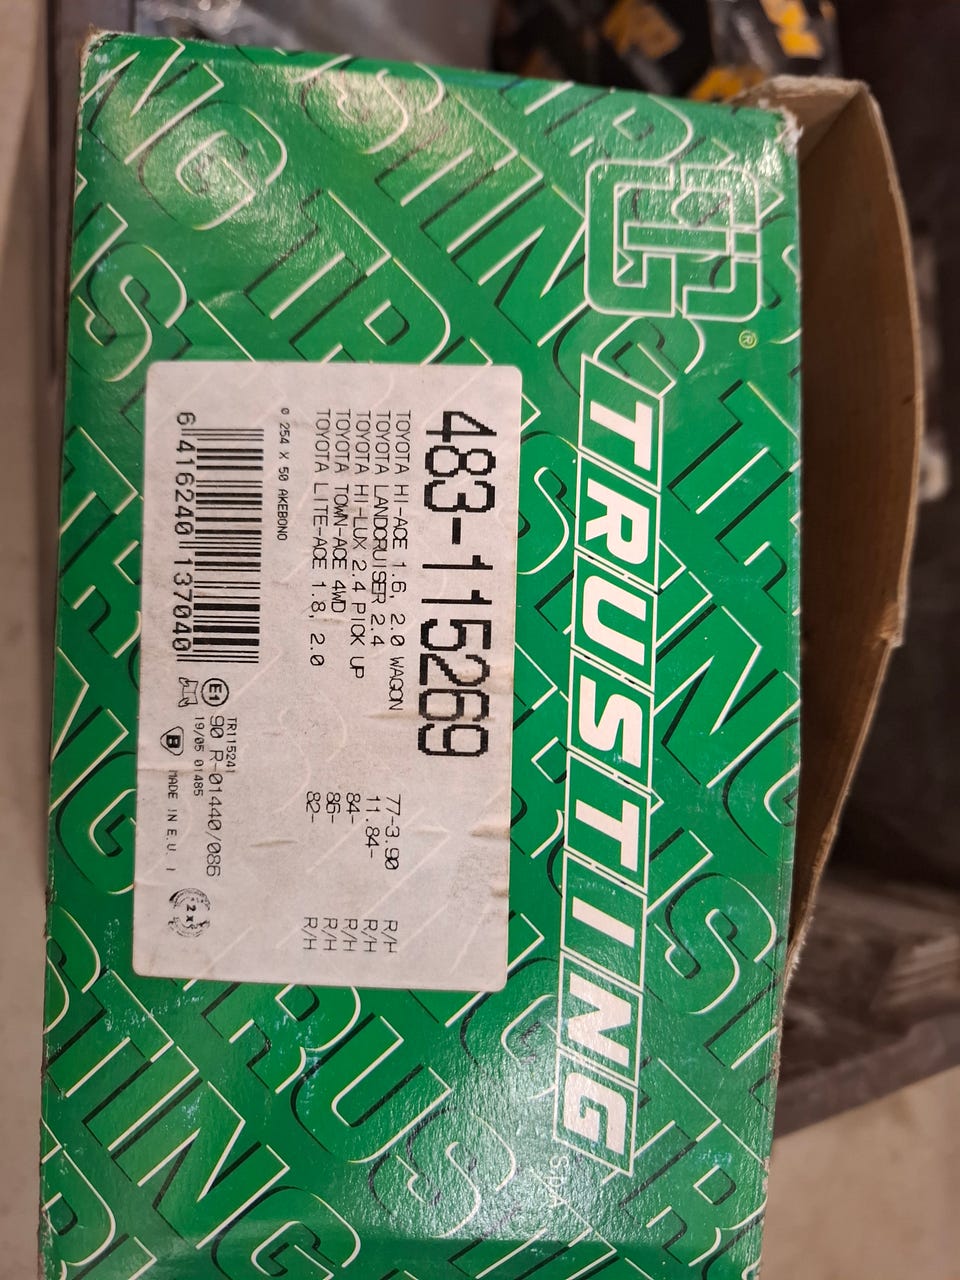 TRUSTING
®
S.P.A
483-115269
TOYOTA HI-ACE 1.6, 2.0 WAGON 77-3.90 R/H
TOYOTA LANDCRUISER 2.4 11.84- R/H
TOYOTA HI-LUX 2.4 PICK UP 84- R/H
TOYOTA TOWN-ACE 4WD 86- R/H
TOYOTA LITE-ACE 1.8, 2.0 82- R/H
Ø 254 X 50 AKEBONO
TRI15241
E1 90 R-01440/086
19/05 01485
6 416240 137040
B MADE IN E.U. I
2 x